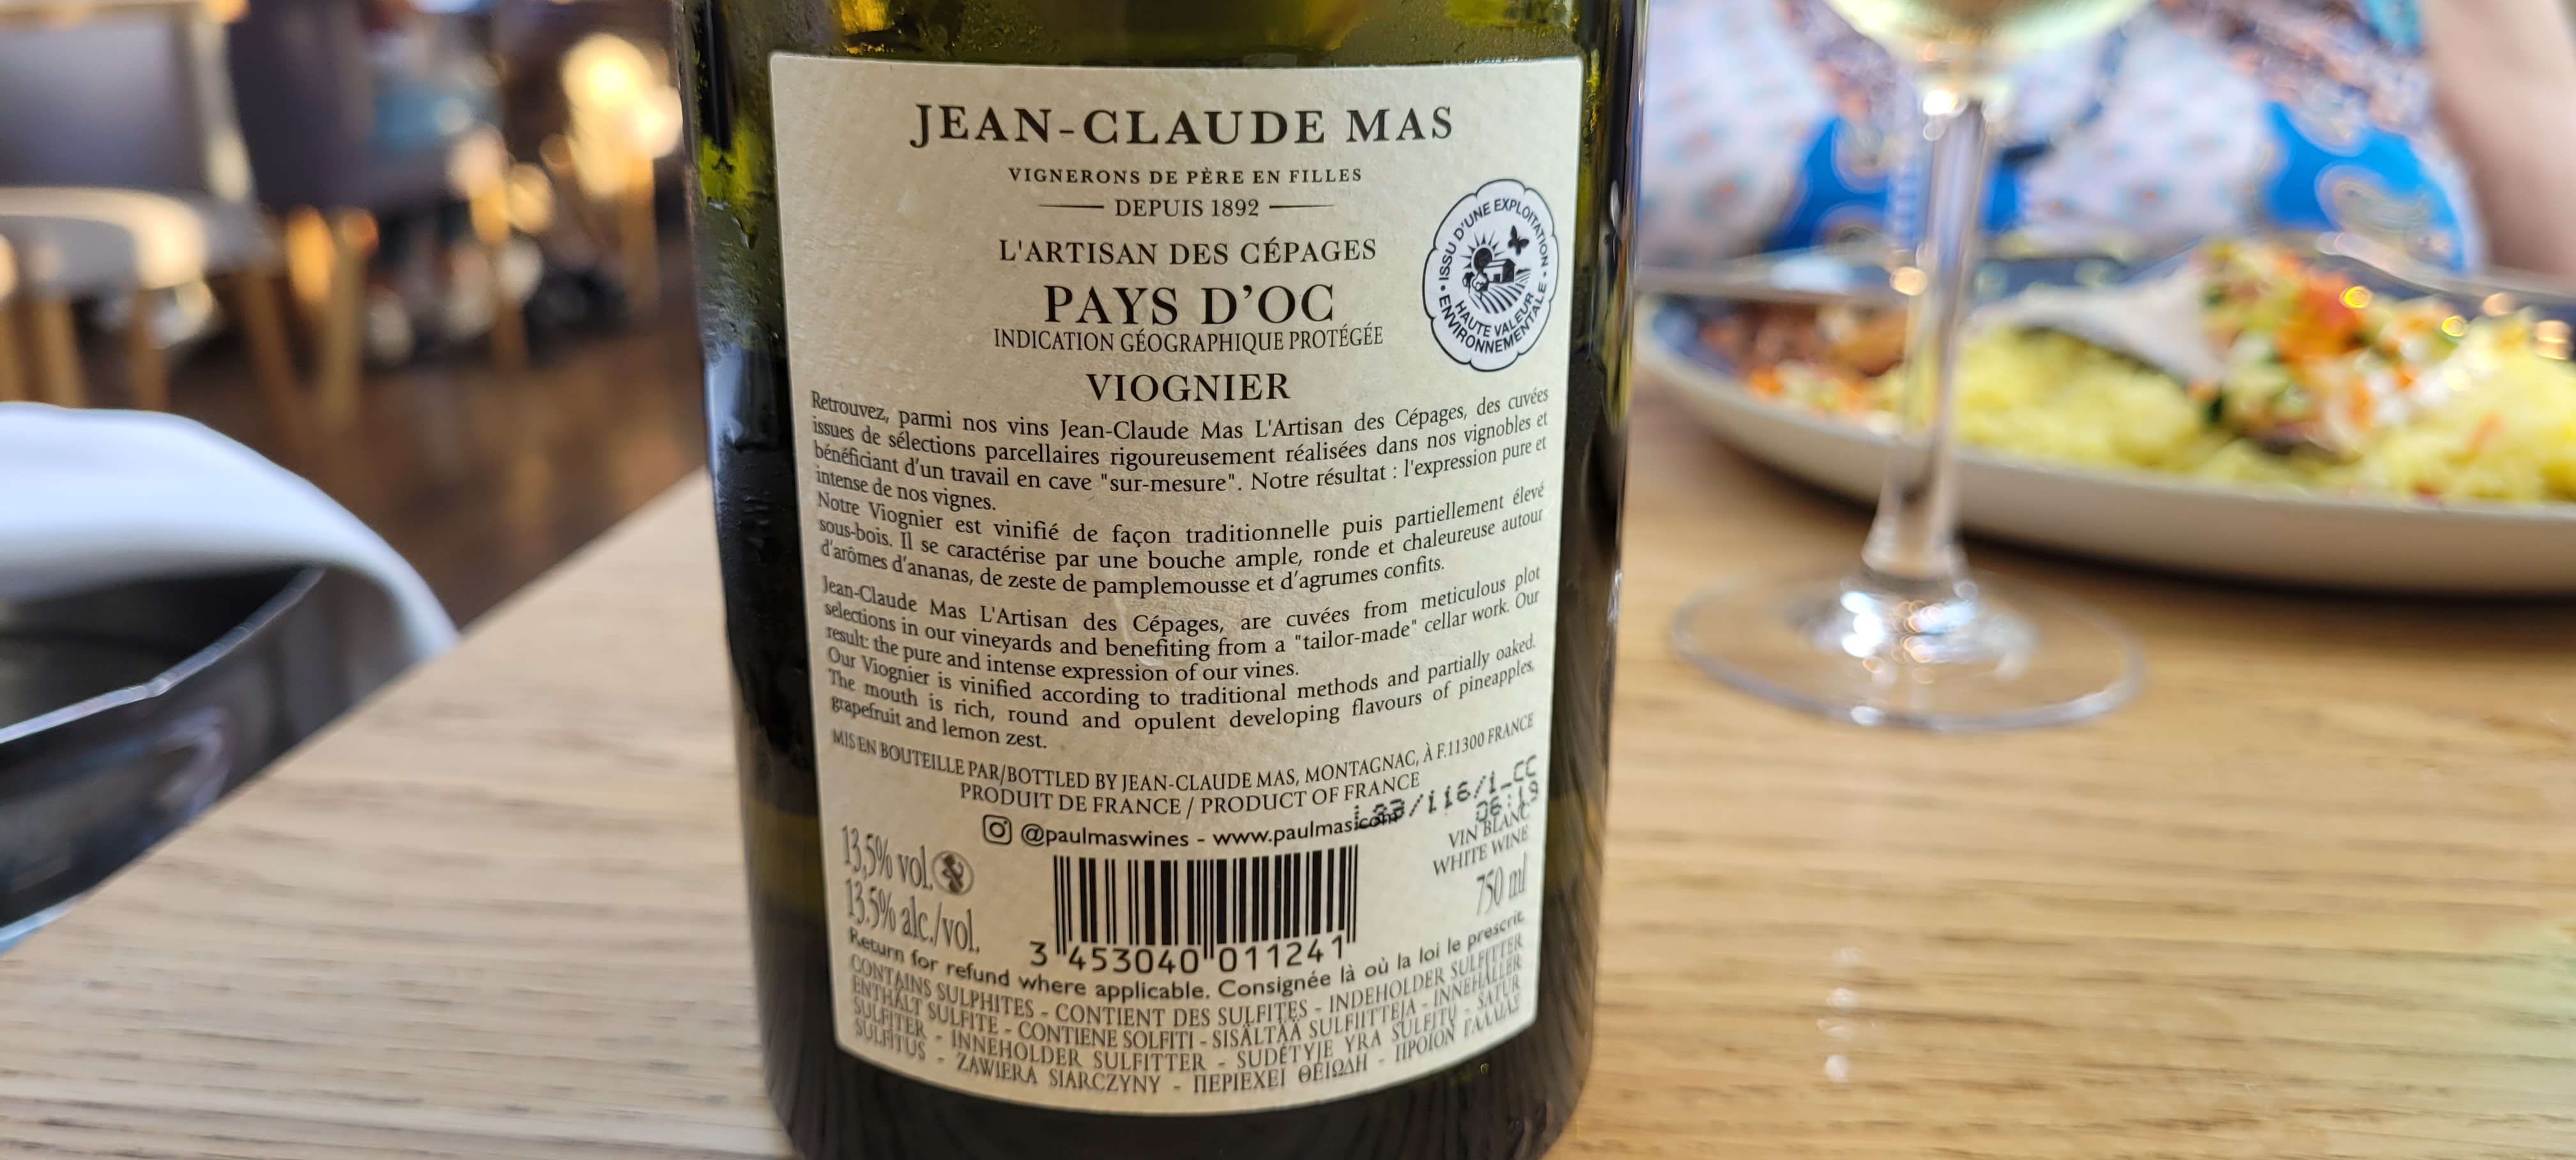 JEAN-CLAUDE MAS
VIGNERONS DE PÈRE EN FILLES
DEPUIS 1892
L'ARTISAN DES CÉPAGES
PAYS D'OC
INDICATION GÉOGRAPHIQUE PROTÉGÉE
VIOGNIER
• ISSU D'UNE EXPLOITATION •
HAUTE VALEUR
ENVIRONNEMENTALE
Retrouvez, parmi nos vins Jean-Claude Mas L'Artisan des Cépages, des cuvées
issues de sélections parcellaires rigoureusement réalisées dans nos vignobles et
bénéficiant d'un travail en cave "sur-mesure". Notre résultat : l'expression pure et
intense de nos vignes.
Notre Viognier est vinifié de façon traditionnelle puis partiellement élevé
sous-bois. Il se caractérise par une bouche ample, ronde et chaleureuse autour
d'arômes d'ananas, de zeste de pamplemousse et d'agrumes confits.
Jean-Claude Mas L'Artisan des Cépages, are cuvées from meticulous plot
selections in our vineyards and benefiting from a "tailor-made" cellar work. Our
result: the pure and intense expression of our vines.
Our Viognier is vinified according to traditional methods and partially oaked.
The mouth is rich, round and opulent developing flavours of pineapples,
grapefruit and lemon zest.
MIS EN BOUTEILLE PAR/BOTTLED BY JEAN-CLAUDE MAS, MONTAGNAC, À F.11300 FRANCE
PRODUIT DE FRANCE / PRODUCT OF FRANCE
@paulmaswines - www.paulmas.com
06:19
VIN BLANC
WHITE WINE
13,5% vol.
13.5% alc./vol.
750 ml
3 453040 011241
Return for refund where applicable. Consignée là où la loi le prescrit.
CONTAINS SULPHITES - CONTIENT DES SULFITES - INDEHOLDER SULFITTER
ENTHÄLT SULFITE - CONTIENE SOLFITI - SISÄLTÄÄ SULFIITTEJA - INNEHÅLLER
SULFITER - INNEHOLDER SULFITTER - SUDĖTYJE YRA SULFITŲ - SATUR
SULFITUS - ZAWIERA SIARCZYNY - ΠΕΡΙΕΧΕΙ ΘΕΙΩΔΗ - ΠΡΟΪΟΝ ΓΑΛΛΙΑΣ